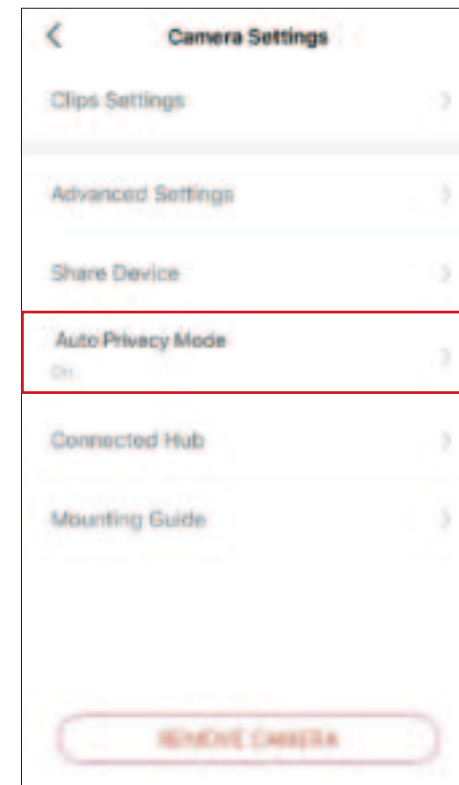 Camera Settings
Clips Settings
Advanced Settings
Share Device
Auto Privacy Mode
On
Connected Hub
Mounting Guide
REMOVE CAMERA